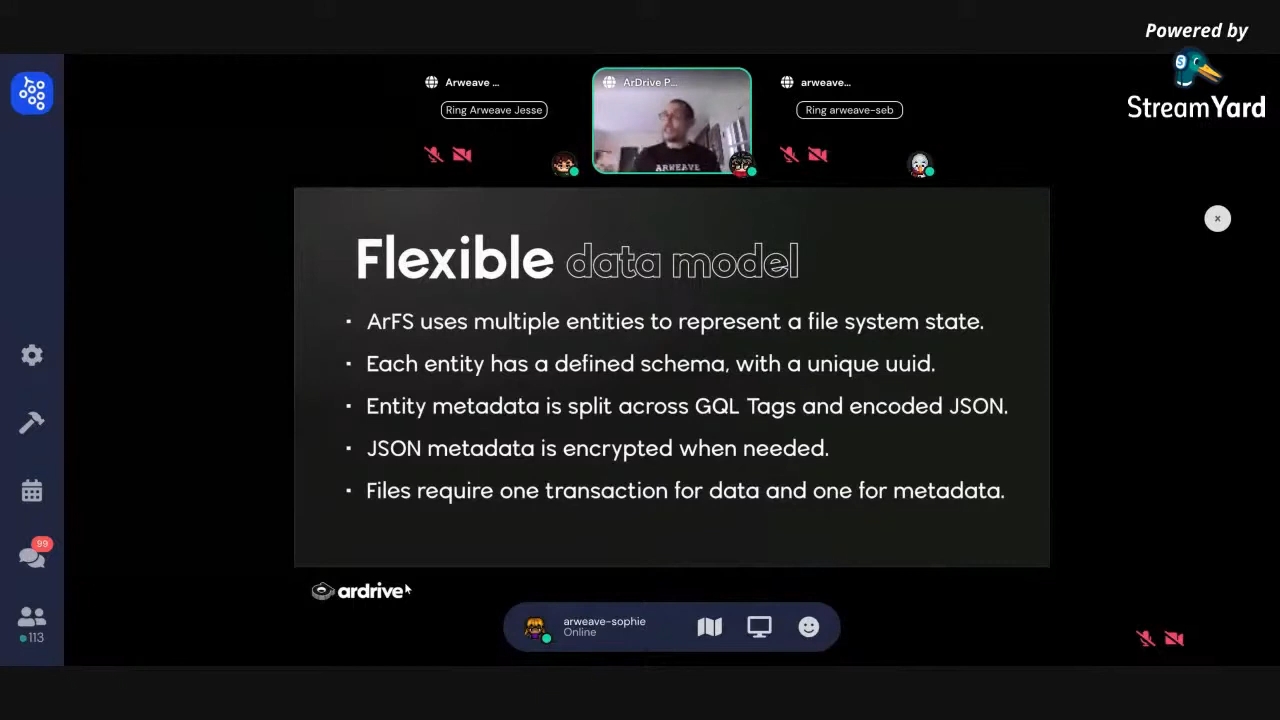 Powered by
StreamYard
Arweave ...
Ring Arweave Jesse
ArDrive P...
ARWEAVE
arweave...
Ring arweave-seb
Flexible data model
· ArFS uses multiple entities to represent a file system state.
· Each entity has a defined schema, with a unique uuid.
· Entity metadata is split across GQL Tags and encoded JSON.
· JSON metadata is encrypted when needed.
· Files require one transaction for data and one for metadata.
ardrive
99
113
arweave-sophie
Online